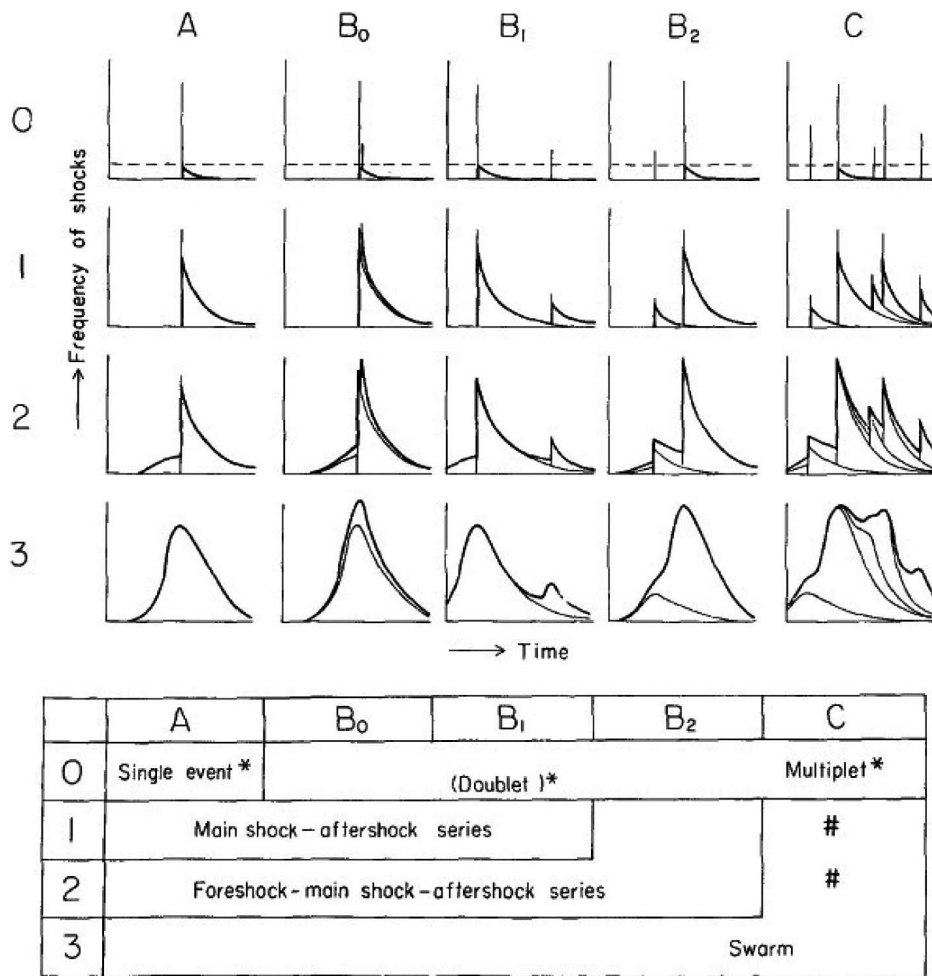 A B₀ B₁ B₂ C
0
1
2
3
→ Frequency of shocks
→ Time
A B₀ B₁ B₂ C
0 Single event* (Doublet)* Multiplet*
1 Main shock – aftershock series #
2 Foreshock - main shock – aftershock series #
3 Swarm